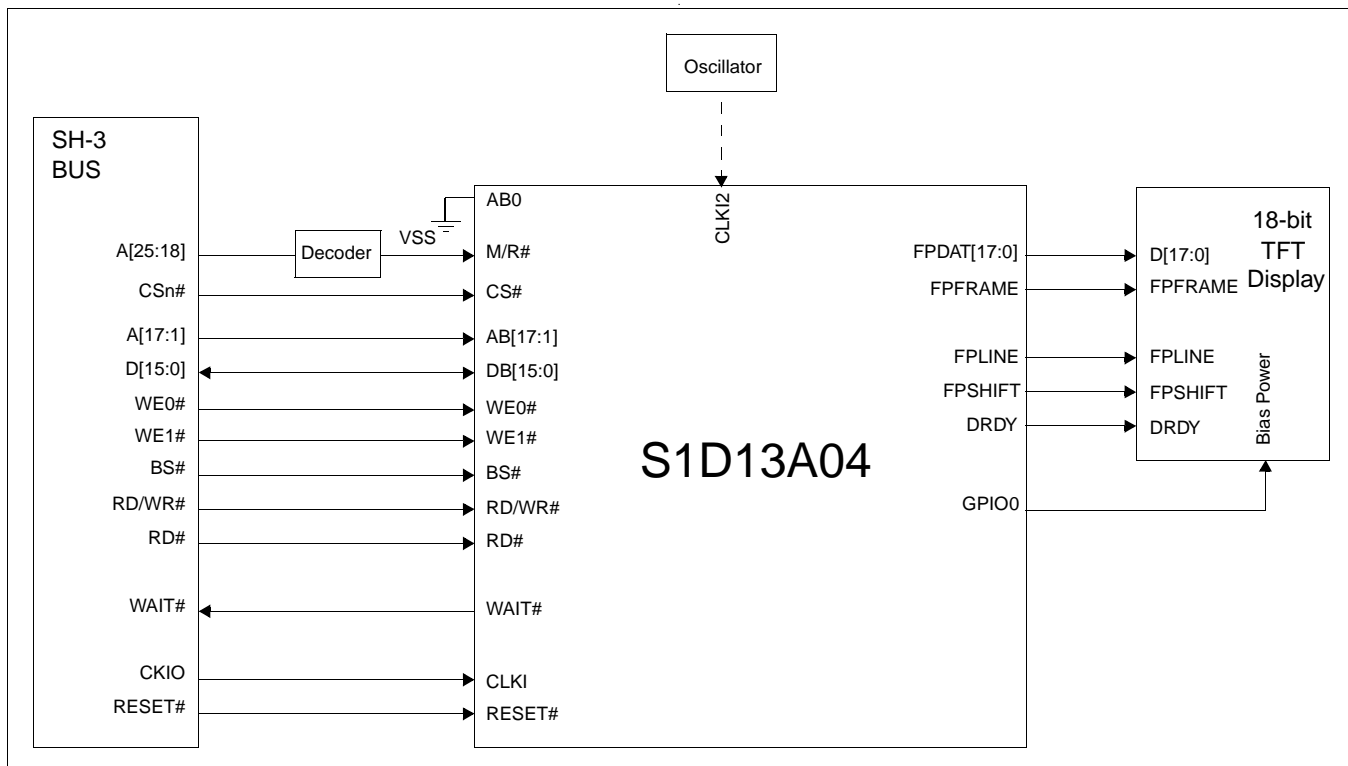 Oscillator
SH-3
BUS
A[25:18]
CSn#
A[17:1]
D[15:0]
WE0#
WE1#
BS#
RD/WR#
RD#
WAIT#
CKIO
RESET#
Decoder
VSS
AB0
M/R#
CS#
AB[17:1]
DB[15:0]
WE0#
WE1#
BS#
RD/WR#
RD#
WAIT#
CLKI
RESET#
CLKI2
S1D13A04
FPDAT[17:0]
FPFRAME
FPLINE
FPSHIFT
DRDY
GPIO0
18-bit
TFT
Display
D[17:0]
FPFRAME
FPLINE
FPSHIFT
DRDY
Bias Power